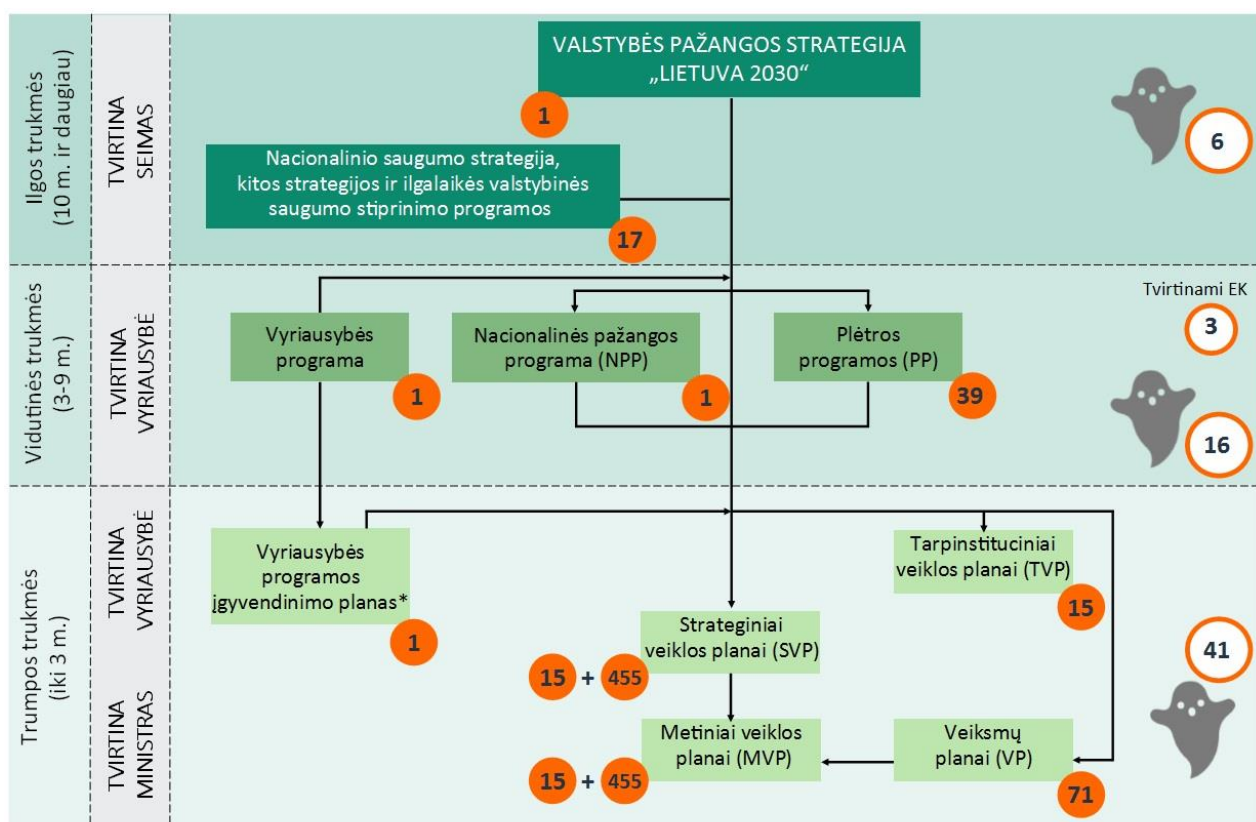 Ilgos trukmės
(10 m. ir daugiau)
TVIRTINA
SEIMAS
VALSTYBĖS PAŽANGOS STRATEGIJA
„LIETUVA 2030“
1
Nacionalinio saugumo strategija,
kitos strategijos ir ilgalaikės valstybinės
saugumo stiprinimo programos
17
6
Vidutinės trukmės
(3-9 m.)
TVIRTINA
VYRIAUSYBĖ
Vyriausybės
programa
1
Nacionalinės pažangos
programa (NPP)
1
Plėtros
programos (PP)
39
Tvirtinami EK
3
16
Trumpos trukmės
(iki 3 m.)
TVIRTINA
VYRIAUSYBĖ
TVIRTINA
MINISTRAS
Vyriausybės
programos
įgyvendinimo planas*
1
Tarpinstituciniai
veiklos planai (TVP)
15
Strateginiai
veiklos planai (SVP)
15 + 455
Metiniai veiklos
planai (MVP)
15 + 455
Veiksmų
planai (VP)
71
41